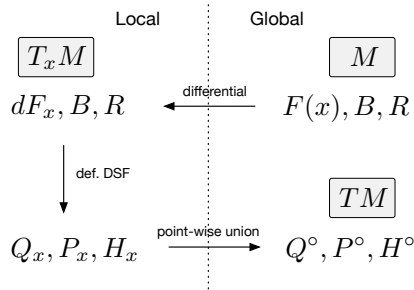 Local Global
T_xM M
dF_x, B, R differential F(x), B, R
def. DSF
TM
Q_x, P_x, H_x point-wise union Q°, P°, H°